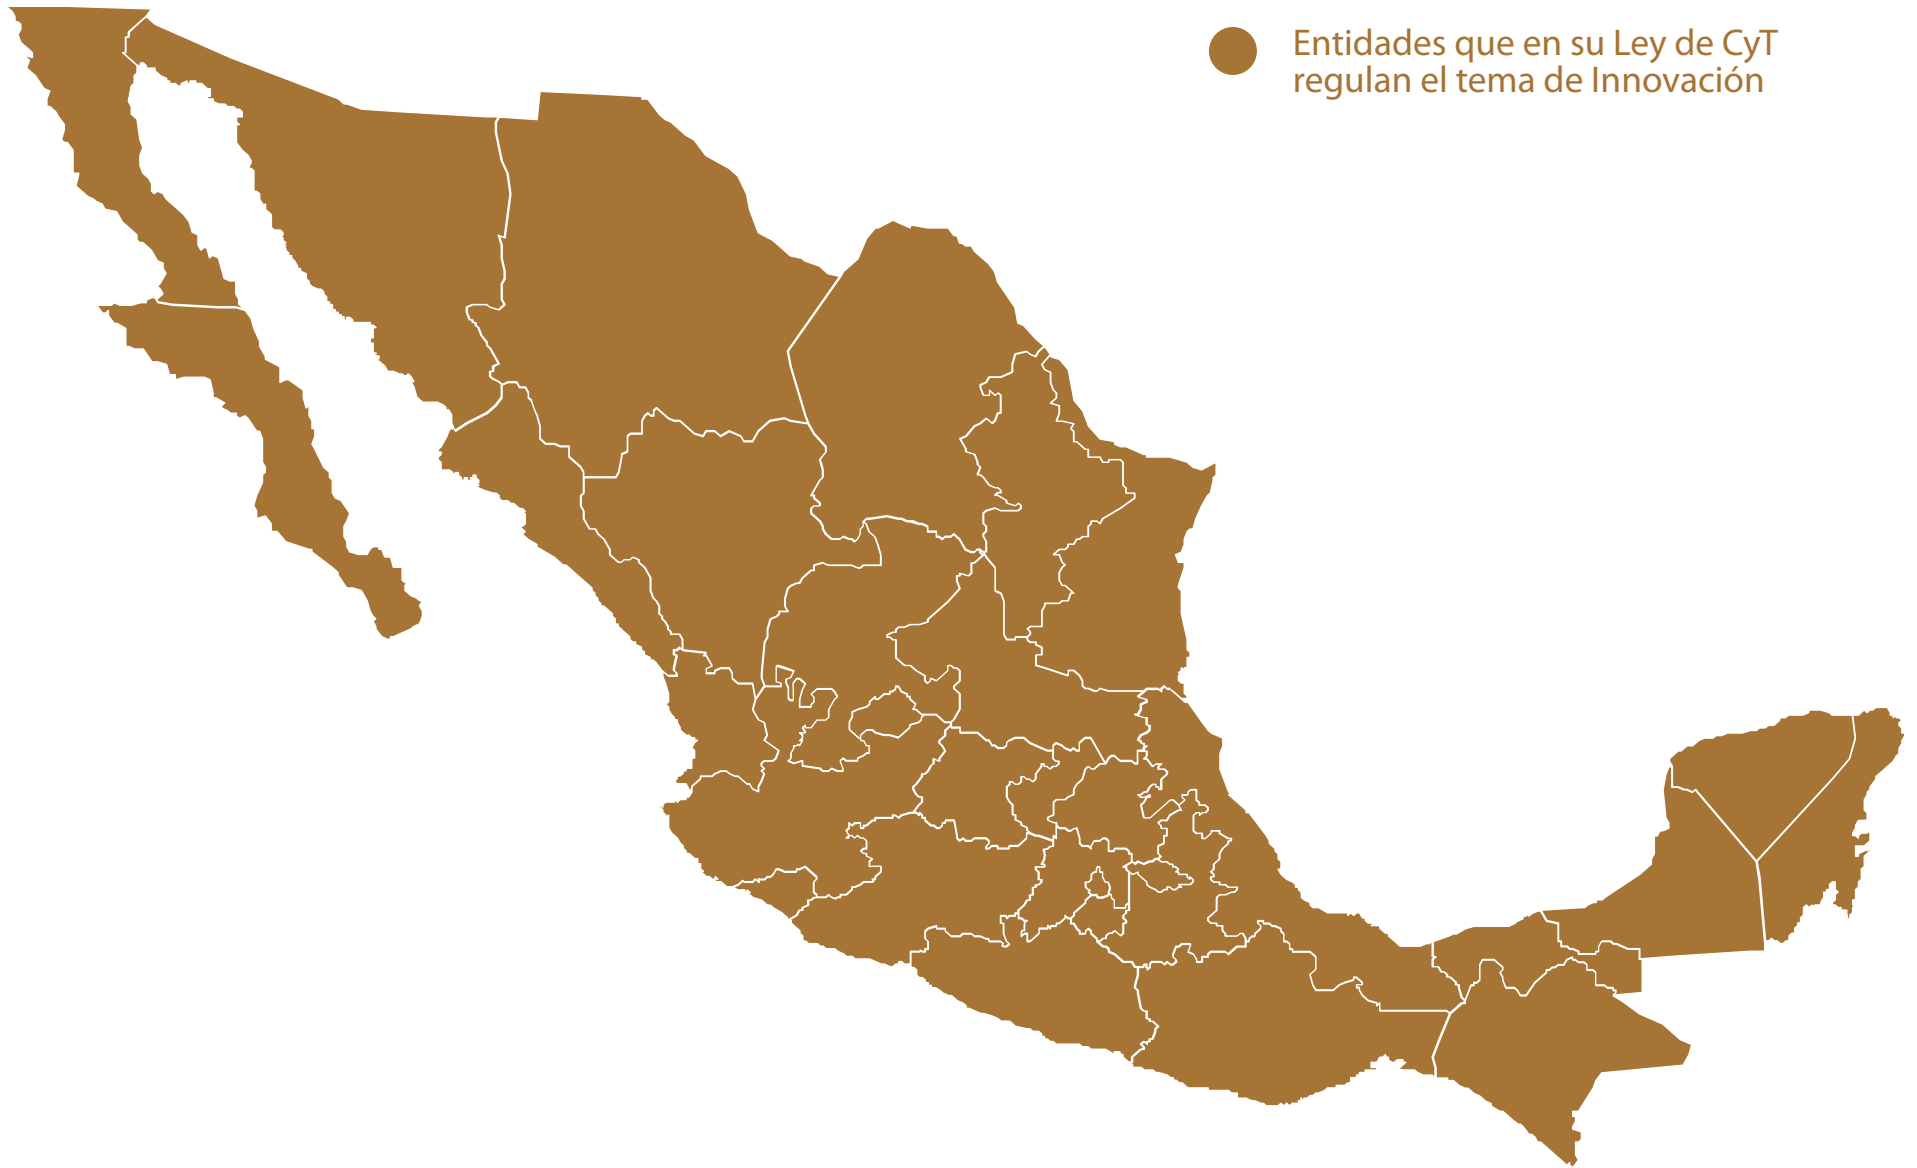 Entidades que en su Ley de CyT
regulan el tema de Innovación